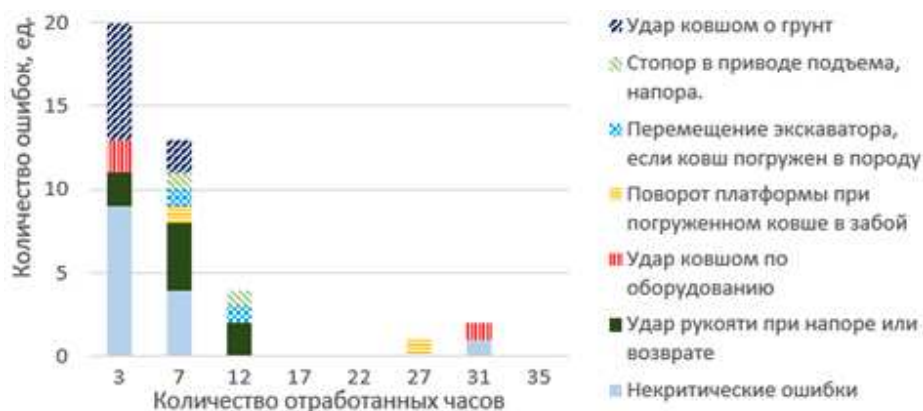 Количество ошибок, ед.
20
15
10
5
0
3 7 12 17 22 27 31 35
Количество отработанных часов
Удар ковшом о грунт
Стопор в приводе подъема,
напора.
Перемещение экскаватора,
если ковш погружен в породу
Поворот платформы при
погруженном ковше в забой
Удар ковшом по
оборудованию
Удар рукояти при напоре или
возврате
Некритические ошибки